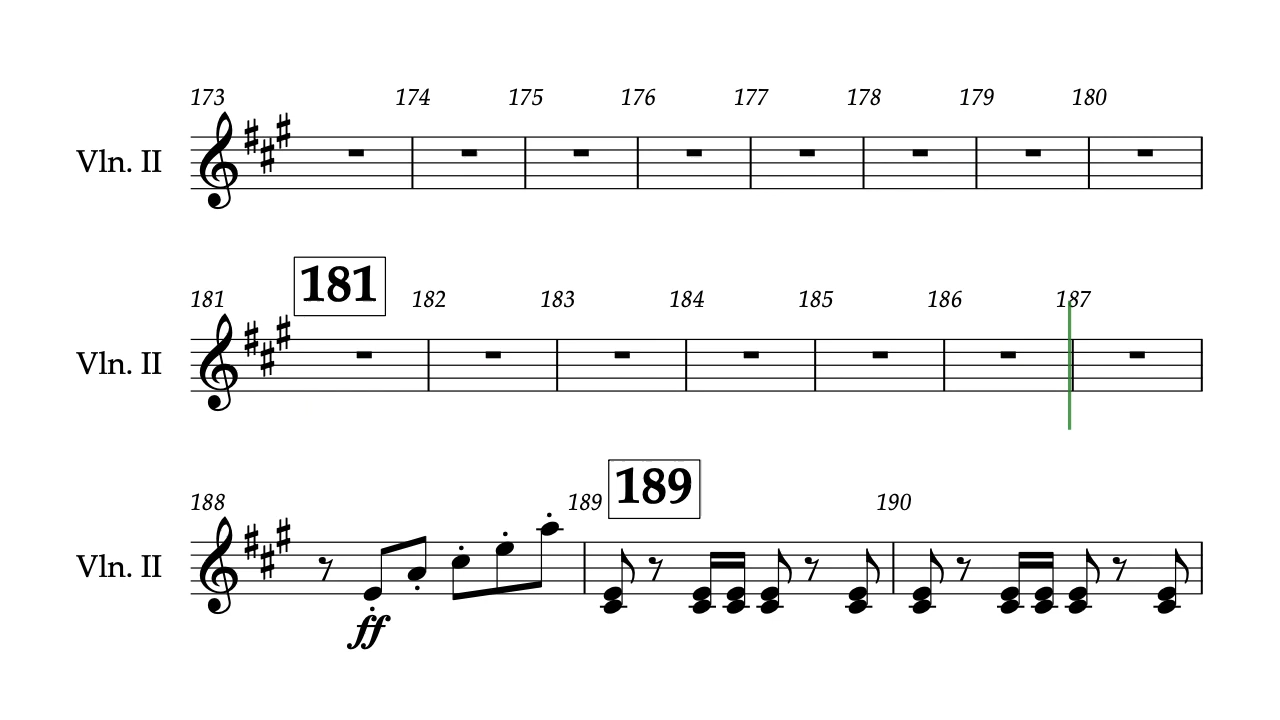 173 174 175 176 177 178 179 180
Vln. II
181
181 182 183 184 185 186 187
Vln. II
189
188 189 190
Vln. II
ff